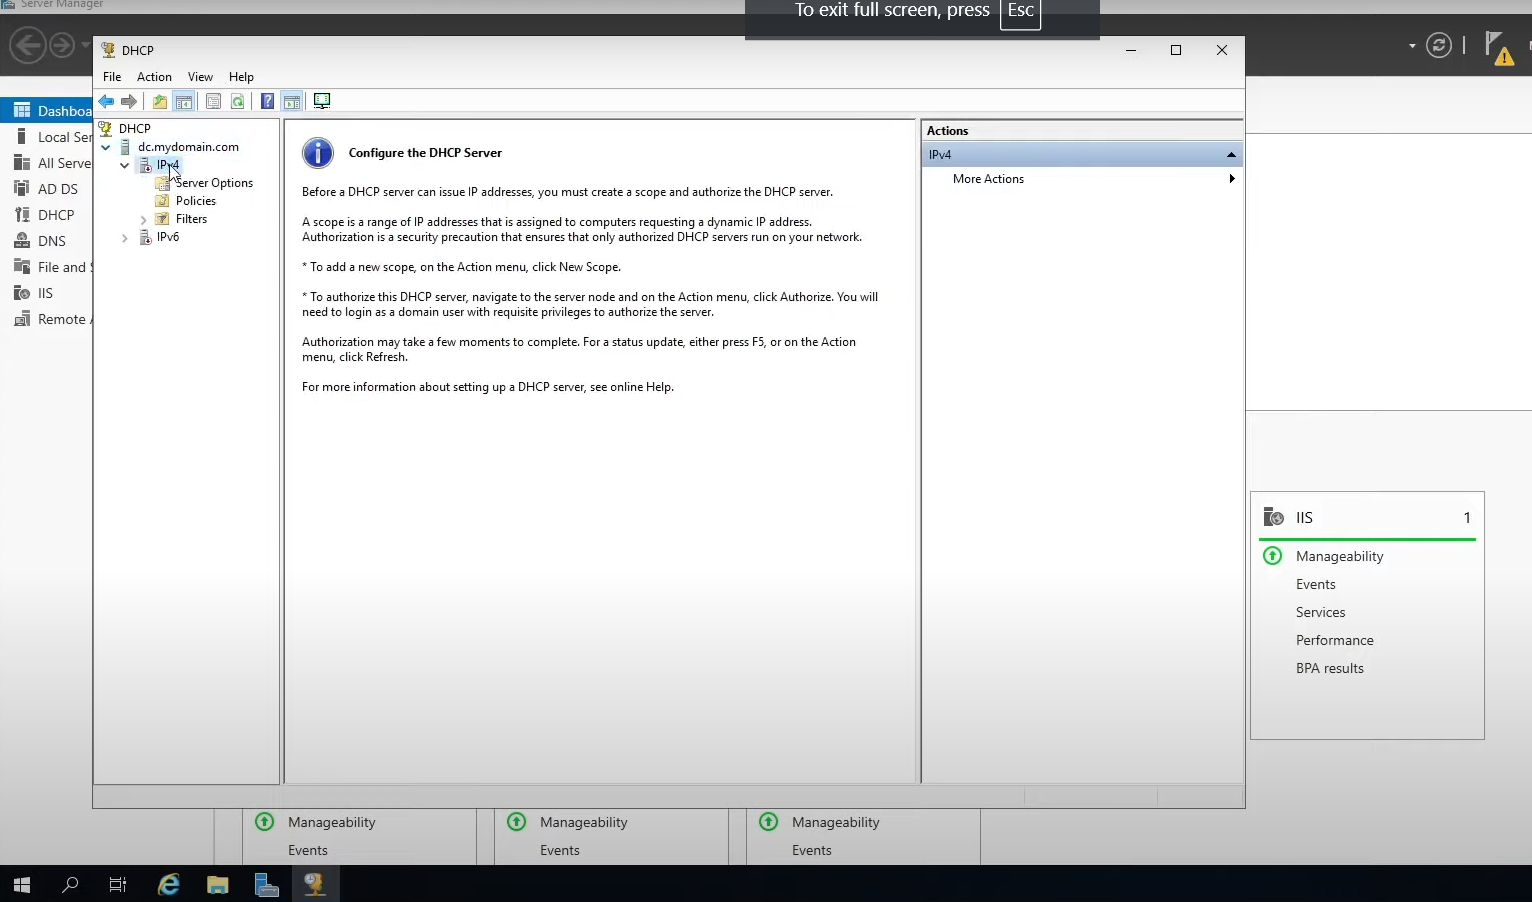 Server Manager
To exit full screen, press Esc
DHCP
File Action View Help
Dashboa
Local Ser
All Serve
AD DS
DHCP
DNS
File and S
IIS
Remote A
DHCP
dc.mydomain.com
IPv4
Server Options
Policies
Filters
IPv6
Configure the DHCP Server
Before a DHCP server can issue IP addresses, you must create a scope and authorize the DHCP server.
A scope is a range of IP addresses that is assigned to computers requesting a dynamic IP address.
Authorization is a security precaution that ensures that only authorized DHCP servers run on your network.
* To add a new scope, on the Action menu, click New Scope.
* To authorize this DHCP server, navigate to the server node and on the Action menu, click Authorize. You will
need to login as a domain user with requisite privileges to authorize the server.
Authorization may take a few moments to complete. For a status update, either press F5, or on the Action
menu, click Refresh.
For more information about setting up a DHCP server, see online Help.
Actions
IPv4
More Actions
IIS 1
Manageability
Events
Services
Performance
BPA results
Manageability Manageability Manageability
Events Events Events